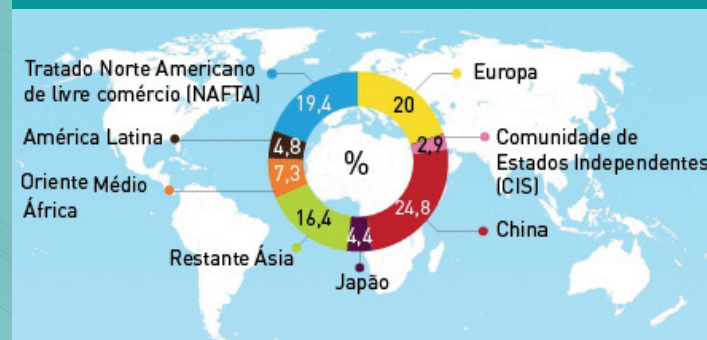 Tratado Norte Americano
de livre comércio (NAFTA)
19,4
Europa
20
América Latina
4,8
%
2,9
Comunidade de
Estados Independentes
(CIS)
Oriente Médio
África
7,3
24,8
China
Restante Ásia
16,4
4,4
Japão